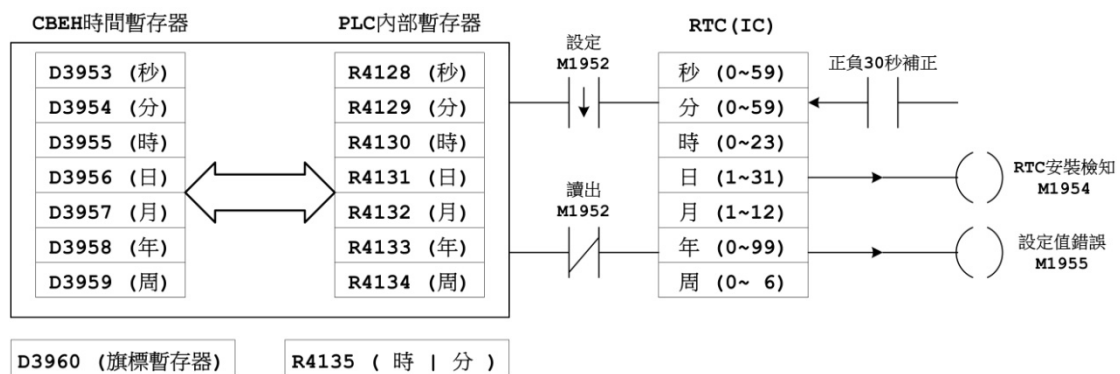 CBEH時間暫存器
D3953 (秒)
D3954 (分)
D3955 (時)
D3956 (日)
D3957 (月)
D3958 (年)
D3959 (周)
PLC內部暫存器
R4128 (秒)
R4129 (分)
R4130 (時)
R4131 (日)
R4132 (月)
R4133 (年)
R4134 (周)
設定
M1952
讀出
M1952
RTC(IC)
秒 (0~59)
分 (0~59)
時 (0~23)
日 (1~31)
月 (1~12)
年 (0~99)
周 (0~ 6)
正負30秒補正
RTC安裝檢知
M1954
設定值錯誤
M1955
D3960 (旗標暫存器)
R4135 ( 時 | 分 )